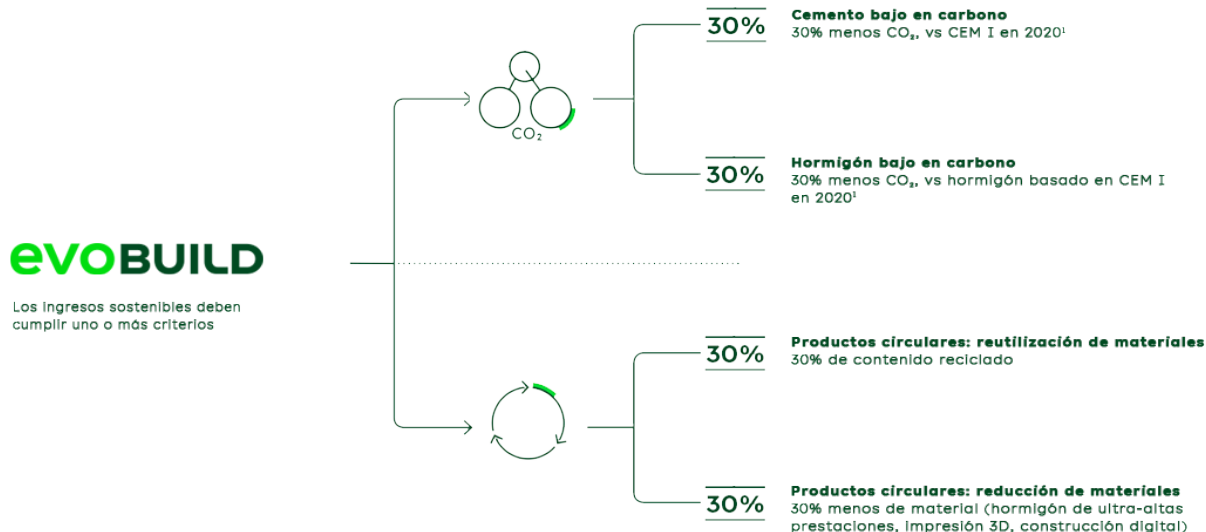 30%
Cemento bajo en carbono
30% menos CO₂, vs CEM I en 2020¹
CO₂
30%
Hormigón bajo en carbono
30% menos CO₂, vs hormigón basado en CEM I
en 2020¹
evoBUILD
Los ingresos sostenibles deben
cumplir uno o más criterios
30%
Productos circulares: reutilización de materiales
30% de contenido reciclado
30%
Productos circulares: reducción de materiales
30% menos de material (hormigón de ultra-altas
prestaciones, impresión 3D, construcción digital)